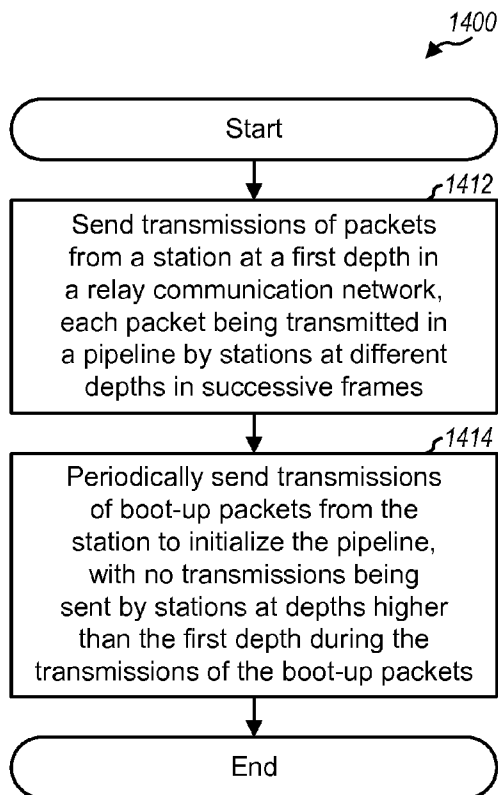 1400
Start
1412
Send transmissions of packets
from a station at a first depth in
a relay communication network,
each packet being transmitted in
a pipeline by stations at different
depths in successive frames
1414
Periodically send transmissions
of boot-up packets from the
station to initialize the pipeline,
with no transmissions being
sent by stations at depths higher
than the first depth during the
transmissions of the boot-up packets
End